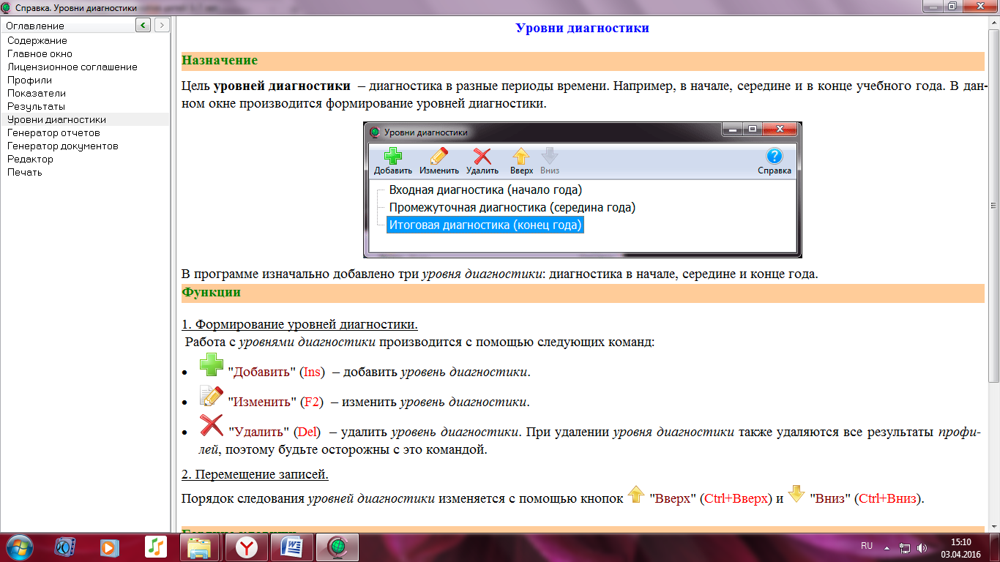 Справка. Уровни диагностики
Оглавление
Содержание
Главное окно
Лицензионное соглашение
Профили
Показатели
Результаты
Уровни диагностики
Генератор отчетов
Генератор документов
Редактор
Печать
Уровни диагностики
Назначение
Цель уровней диагностики – диагностика в разные периоды времени. Например, в начале, середине и в конце учебного года. В дан-
ном окне производится формирование уровней диагностики.
Уровни диагностики
Добавить Изменить Удалить Вверх Вниз Справка
Входная диагностика (начало года)
Промежуточная диагностика (середина года)
Итоговая диагностика (конец года)
В программе изначально добавлено три уровня диагностики: диагностика в начале, середине и конце года.
Функции
1. Формирование уровней диагностики.
Работа с уровнями диагностики производится с помощью следующих команд:
• "Добавить" (Ins) – добавить уровень диагностики.
• "Изменить" (F2) – изменить уровень диагностики.
• "Удалить" (Del) – удалить уровень диагностики. При удалении уровня диагностики также удаляются все результаты профи-
лей, поэтому будьте осторожны с это командой.
2. Перемещение записей.
Порядок следования уровней диагностики изменяется с помощью кнопок "Вверх" (Ctrl+Вверх) и "Вниз" (Ctrl+Вниз).
RU
15:10
03.04.2016